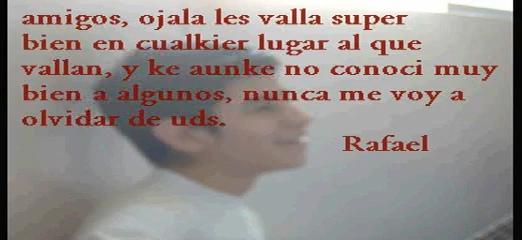 amigos, ojala les valla super
bien en cualkier lugar al que
vallan, y ke aunke no conoci muy
bien a algunos, nunca me voy a
olvidar de uds.
Rafael